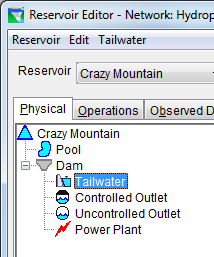 Reservoir Editor - Network: Hydrop
Reservoir Edit Tailwater
Reservoir Crazy Mountain
Physical Operations Observed D
Crazy Mountain
Pool
Dam
Tailwater
Controlled Outlet
Uncontrolled Outlet
Power Plant